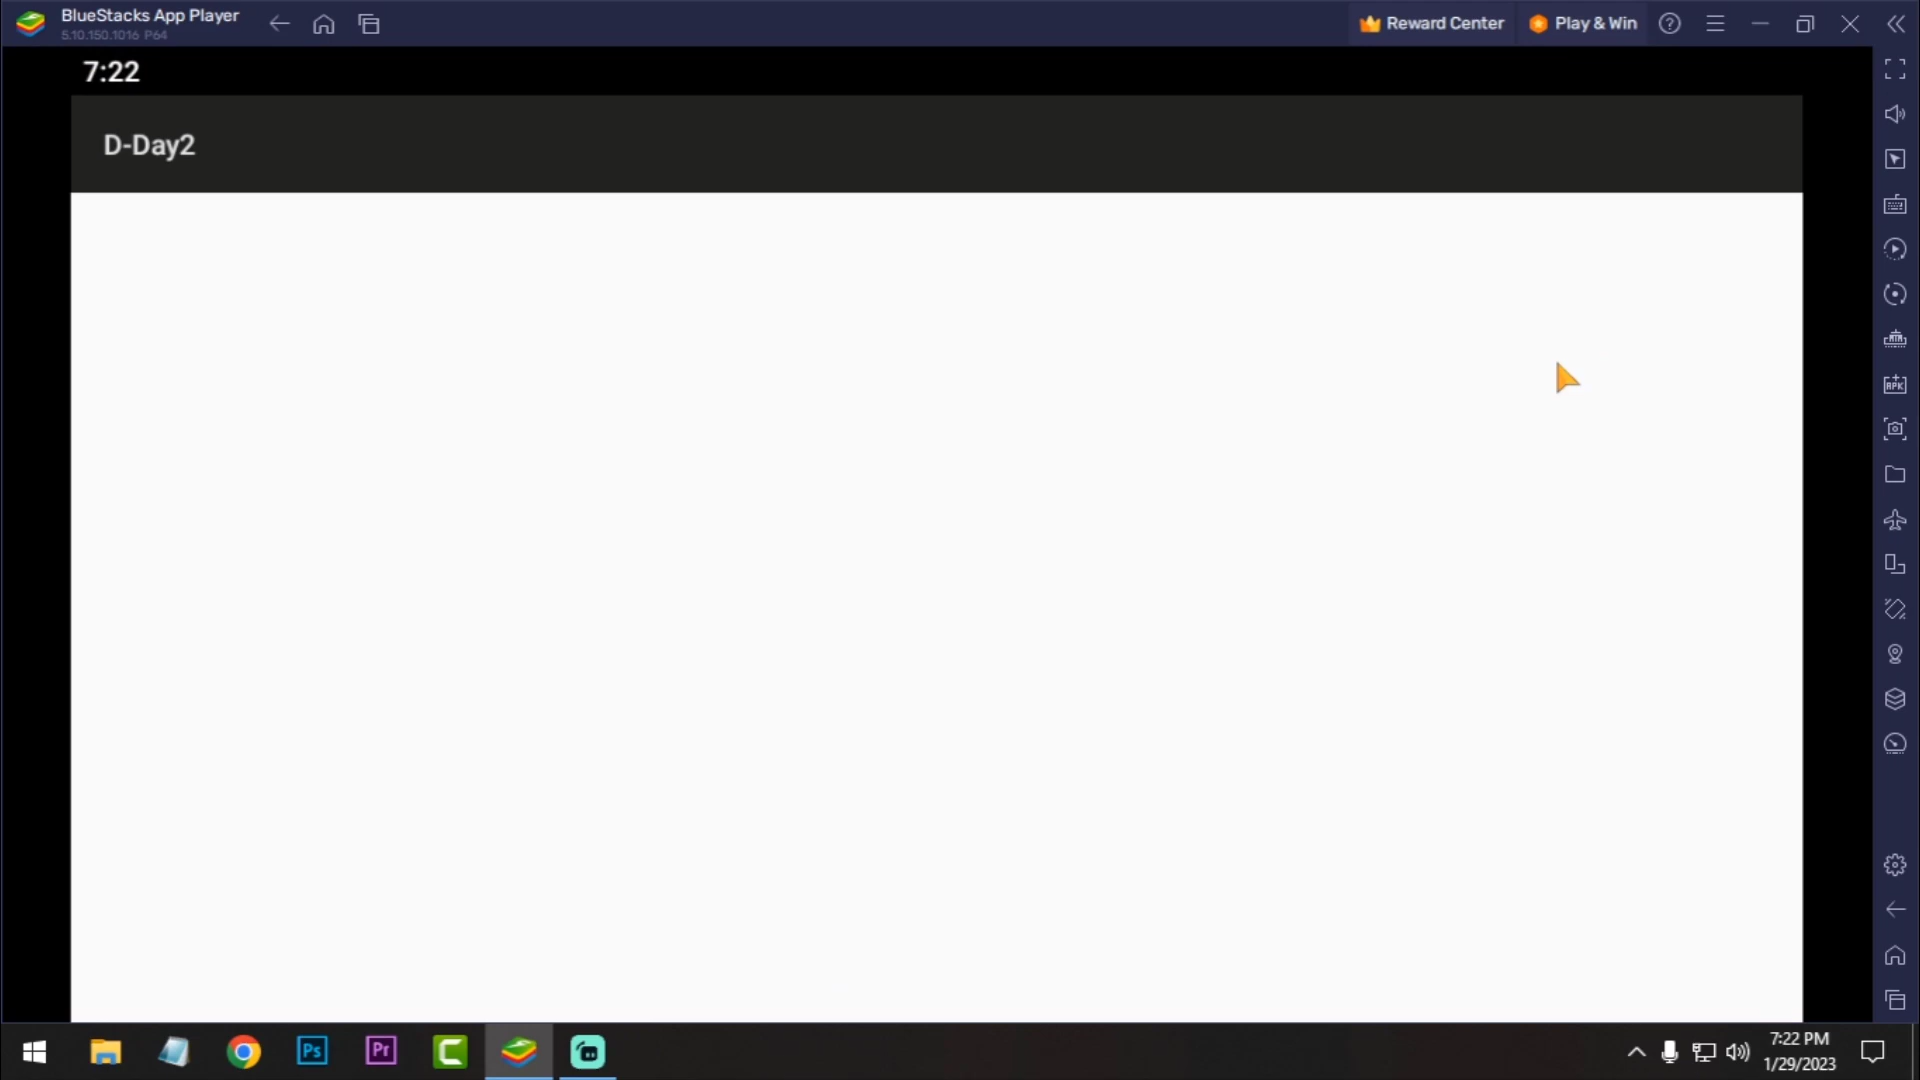 BlueStacks App Player
5.10.150.1016 P64
Reward Center
Play & Win
7:22
D-Day2
APK
Ps
Pr
7:22 PM
1/29/2023